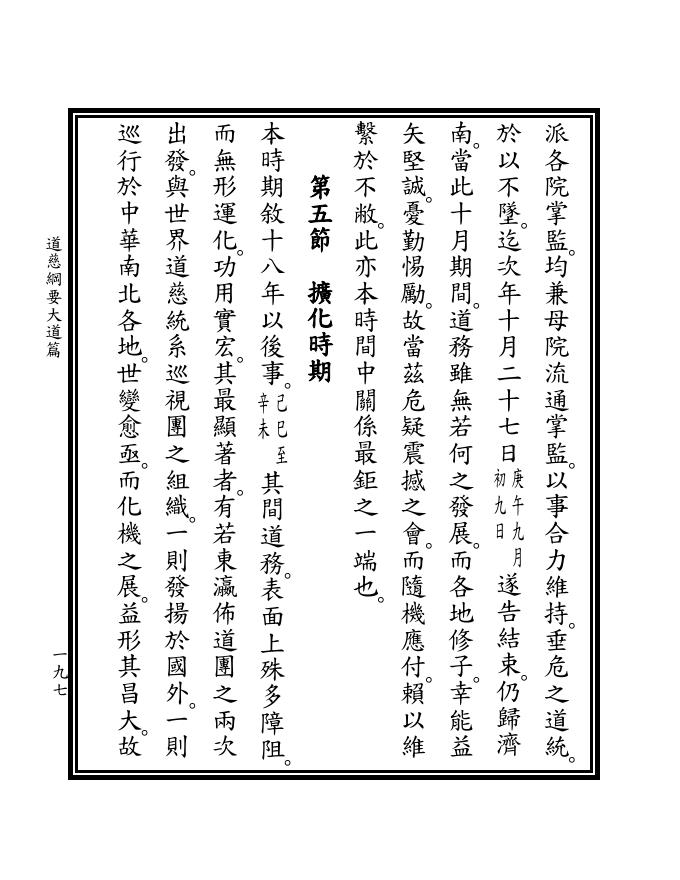 派各院掌監。均兼母院流通掌監。以事合力維持。垂危之道統。
於以不墜。迄次年十月二十七日庚午九月初九日遂告結束。仍歸濟
南。當此十月期間。道務雖無若何之發展。而各地修子。幸能益
矢堅誠。憂勤惕勵。故當茲危疑震撼之會。而隨機應付。賴以維
繫於不敝。此亦本時間中關係最鉅之一端也。
第五節　擴化時期
本時期敘十八年以後事。己巳至辛未其間道務。表面上殊多障阻。
而無形運化。功用實宏。其最顯著者。有若東瀛佈道團之兩次
出發。與世界道慈統系巡視團之組織。一則發揚於國外。一則
巡行於中華南北各地。世變愈亟。而化機之展。益形其昌大。故
道慈綱要大道篇
一九七